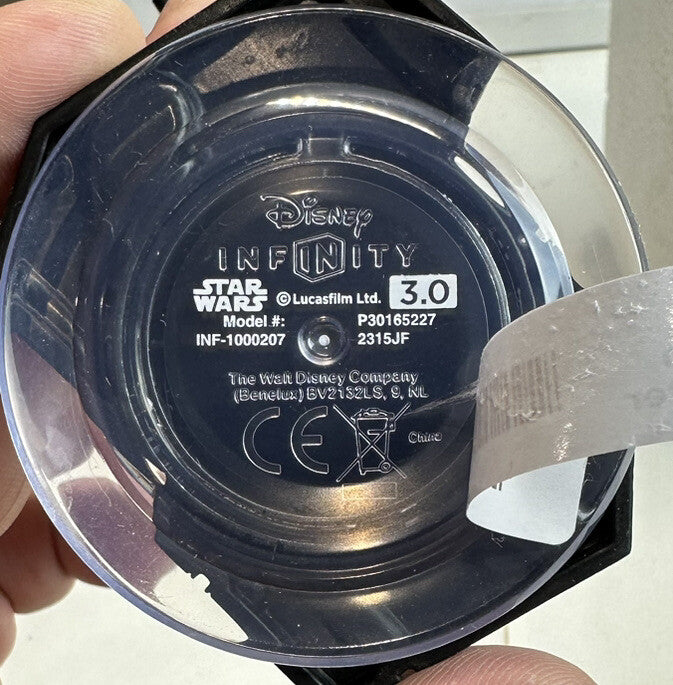 Disney
INFINITY
STAR WARS ©Lucasfilm Ltd. 3.0
Model #: P30165227
INF-1000207 2315JF
The Walt Disney Company
(Benelux) BV2132LS, 9, NL
CE China